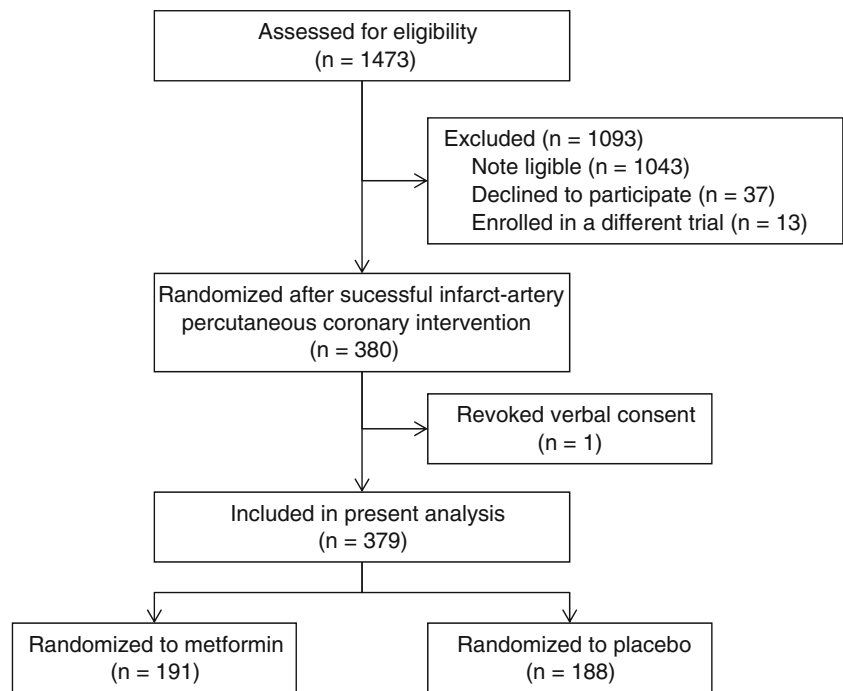 Assessed for eligibility
(n = 1473)
Excluded (n = 1093)
Note ligible (n = 1043)
Declined to participate (n = 37)
Enrolled in a different trial (n = 13)
Randomized after sucessful infarct-artery
percutaneous coronary intervention
(n = 380)
Revoked verbal consent
(n = 1)
Included in present analysis
(n = 379)
Randomized to metformin
(n = 191)
Randomized to placebo
(n = 188)